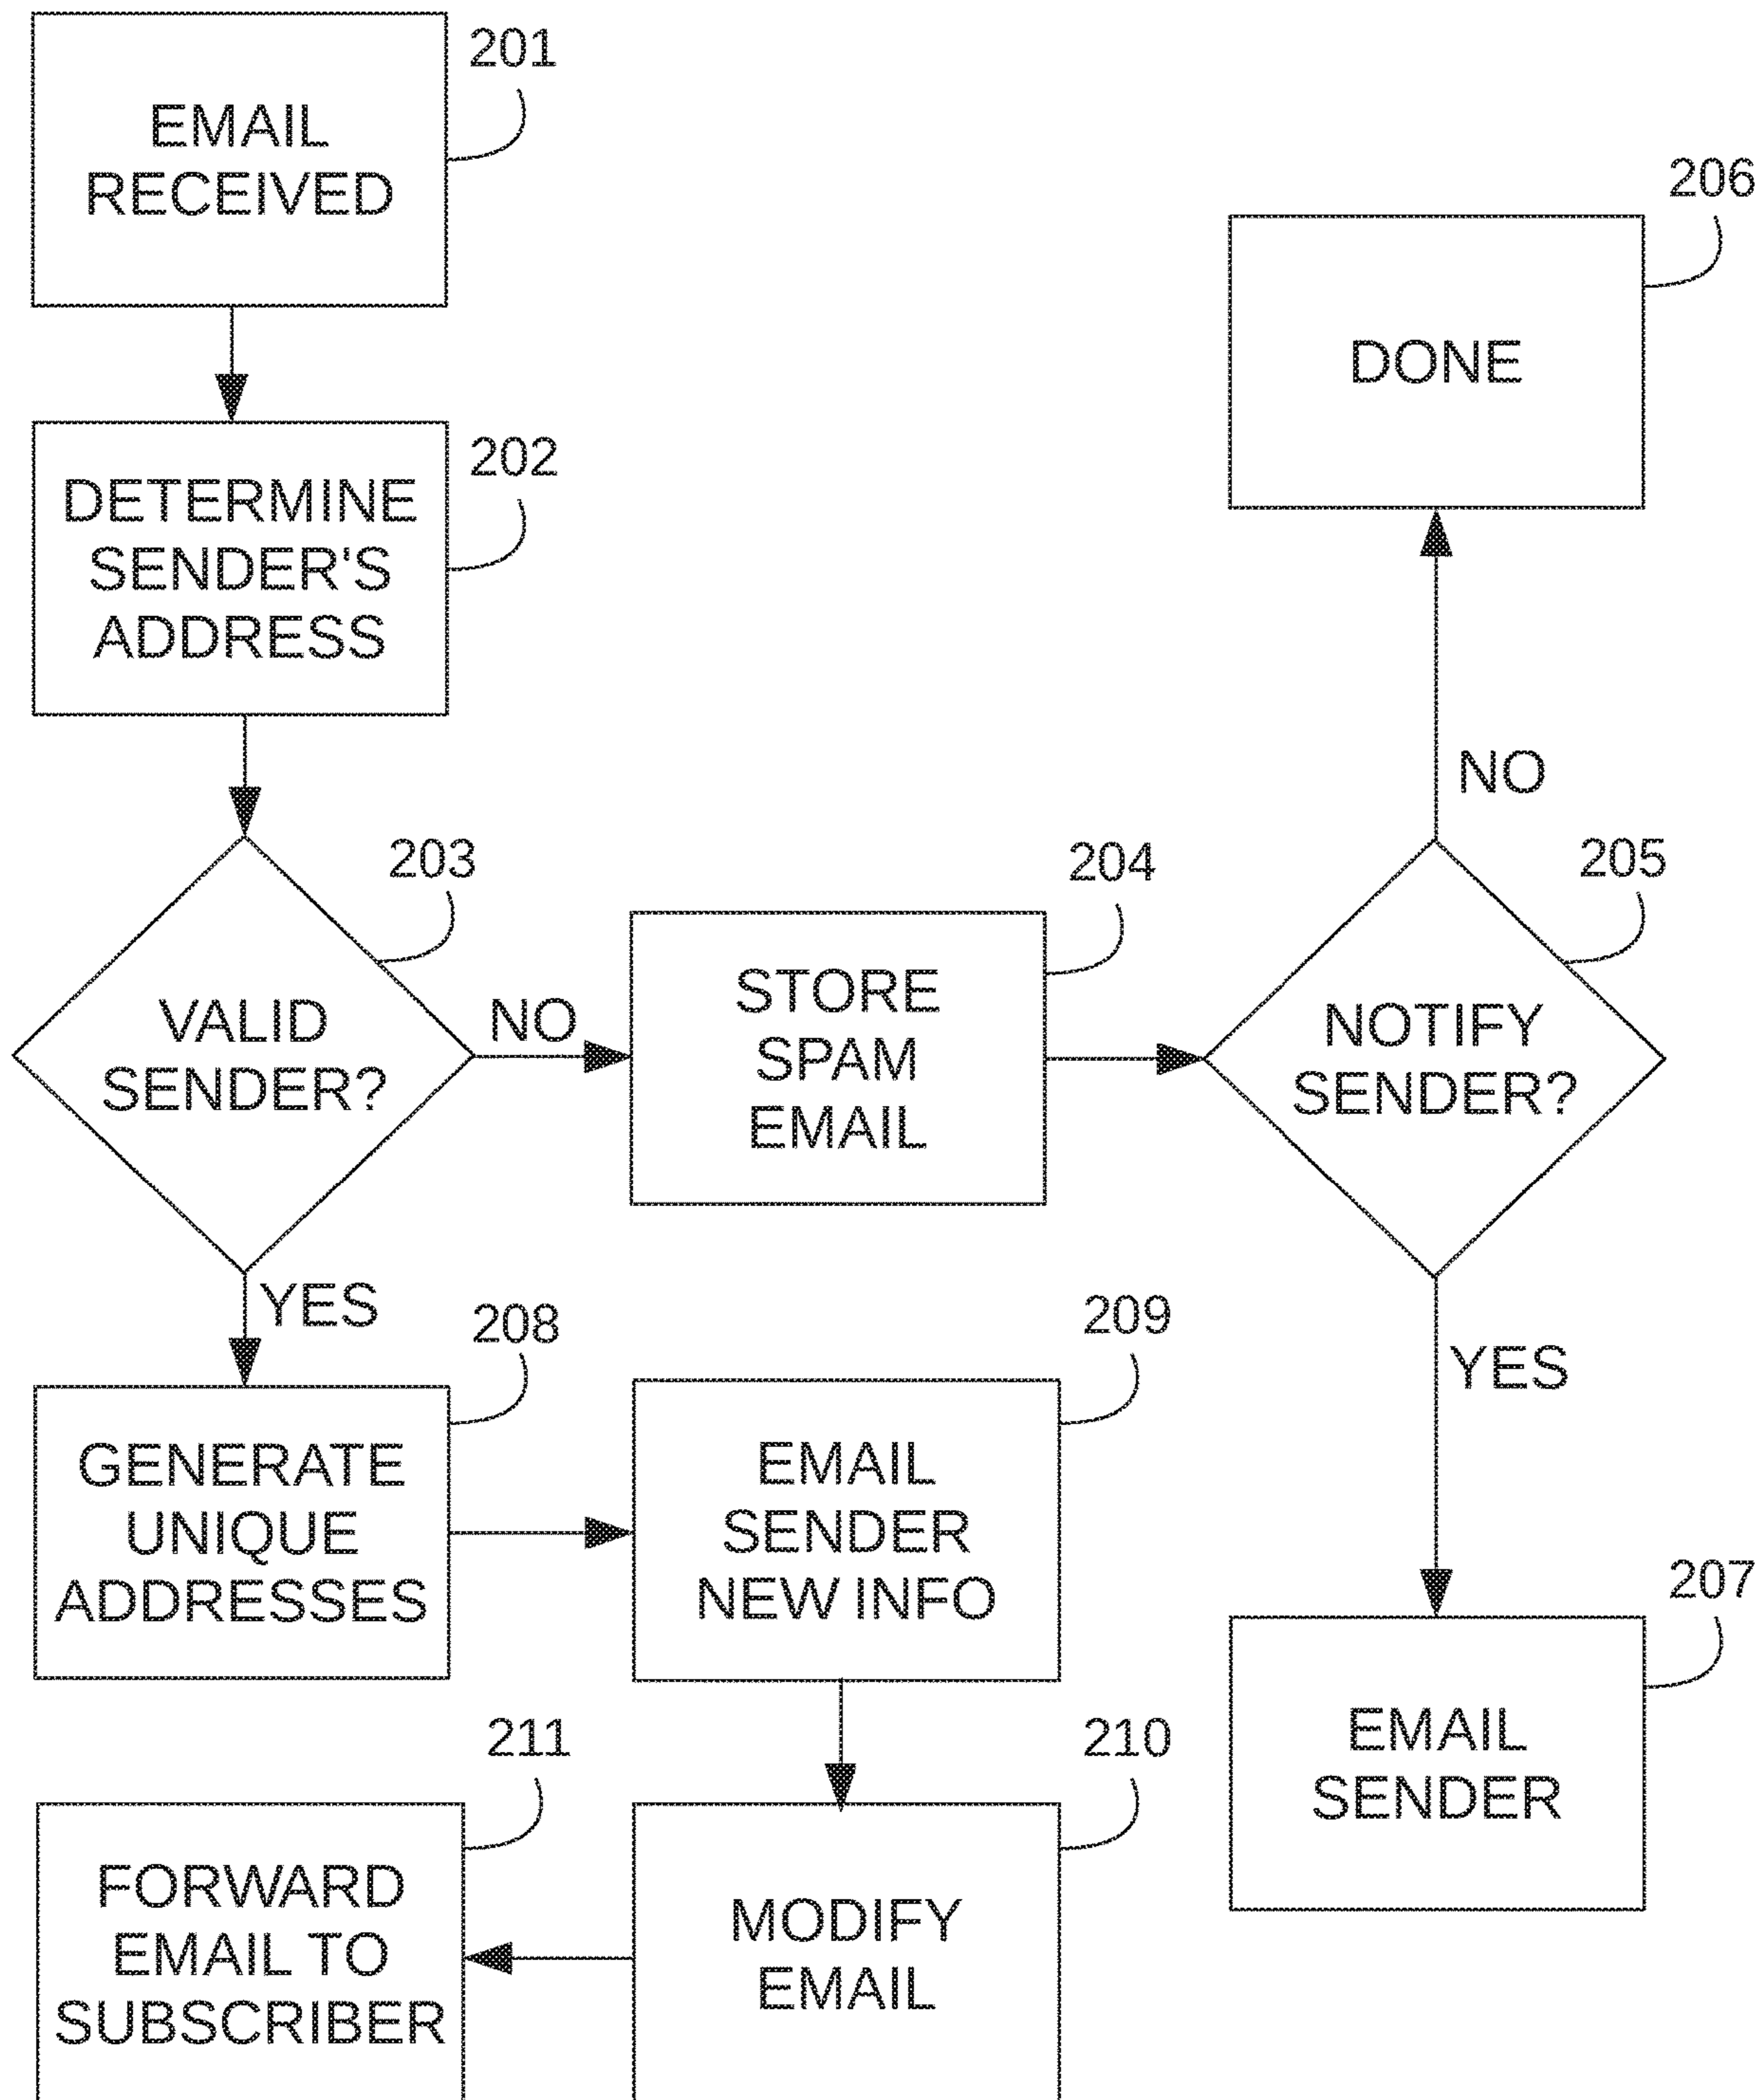 201
EMAIL
RECEIVED
206
DONE
202
DETERMINE
SENDER'S
ADDRESS
NO
203
VALID
SENDER?
NO
204
STORE
SPAM
EMAIL
205
NOTIFY
SENDER?
YES
YES
208
GENERATE
UNIQUE
ADDRESSES
209
EMAIL
SENDER
NEW INFO
207
EMAIL
SENDER
211
FORWARD
EMAIL TO
SUBSCRIBER
210
MODIFY
EMAIL